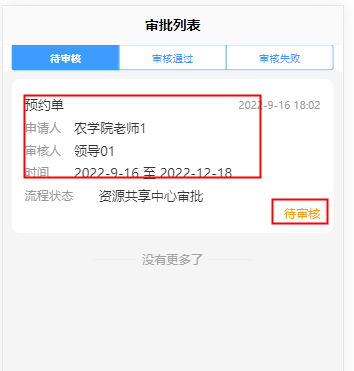 审批列表
待审核 审核通过 审核失败
预约单 2022-9-16 18:02
申请人 农学院老师1
审核人 领导01
时间 2022-9-16 至 2022-12-18
流程状态 资源共享中心审批
待审核
没有更多了